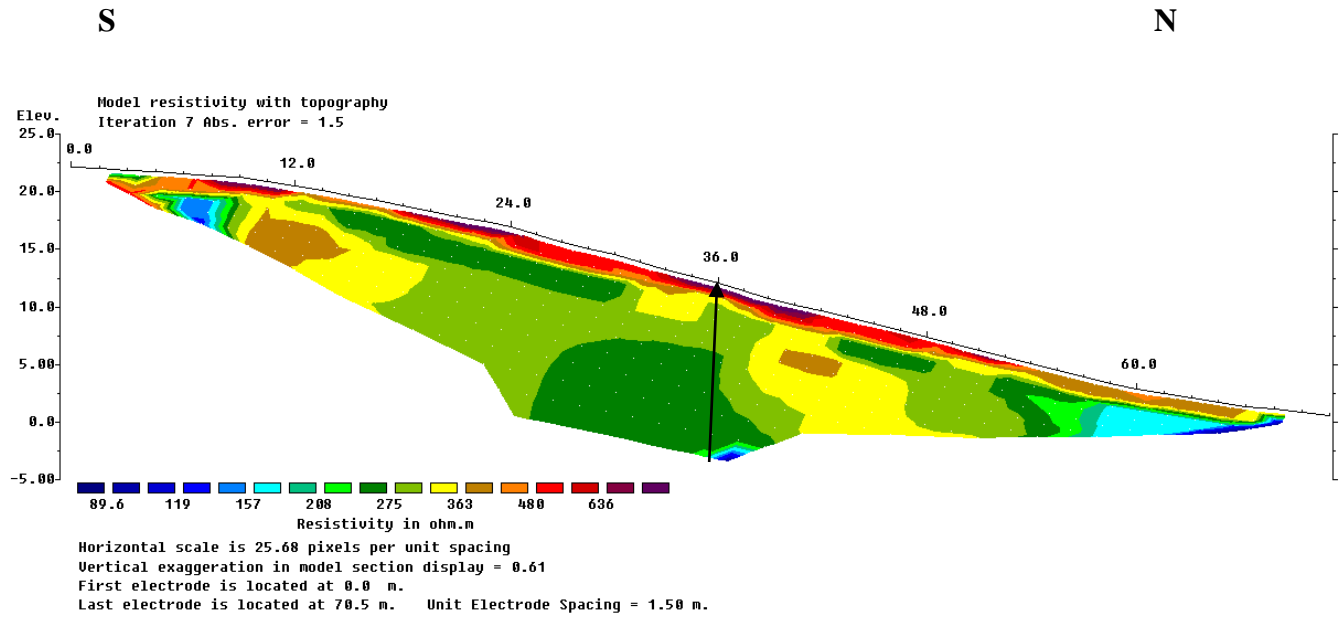 S N
Model resistivity with topography
Iteration 7 Abs. error = 1.5
Elev.
25.0
0.0
12.0
20.0
24.0
15.0
36.0
10.0
48.0
5.00
60.0
0.0
-5.00
89.6 119 157 208 275 363 480 636
Resistivity in ohm.m
Horizontal scale is 25.68 pixels per unit spacing
Vertical exaggeration in model section display = 0.61
First electrode is located at 0.0 m.
Last electrode is located at 70.5 m. Unit Electrode Spacing = 1.50 m.